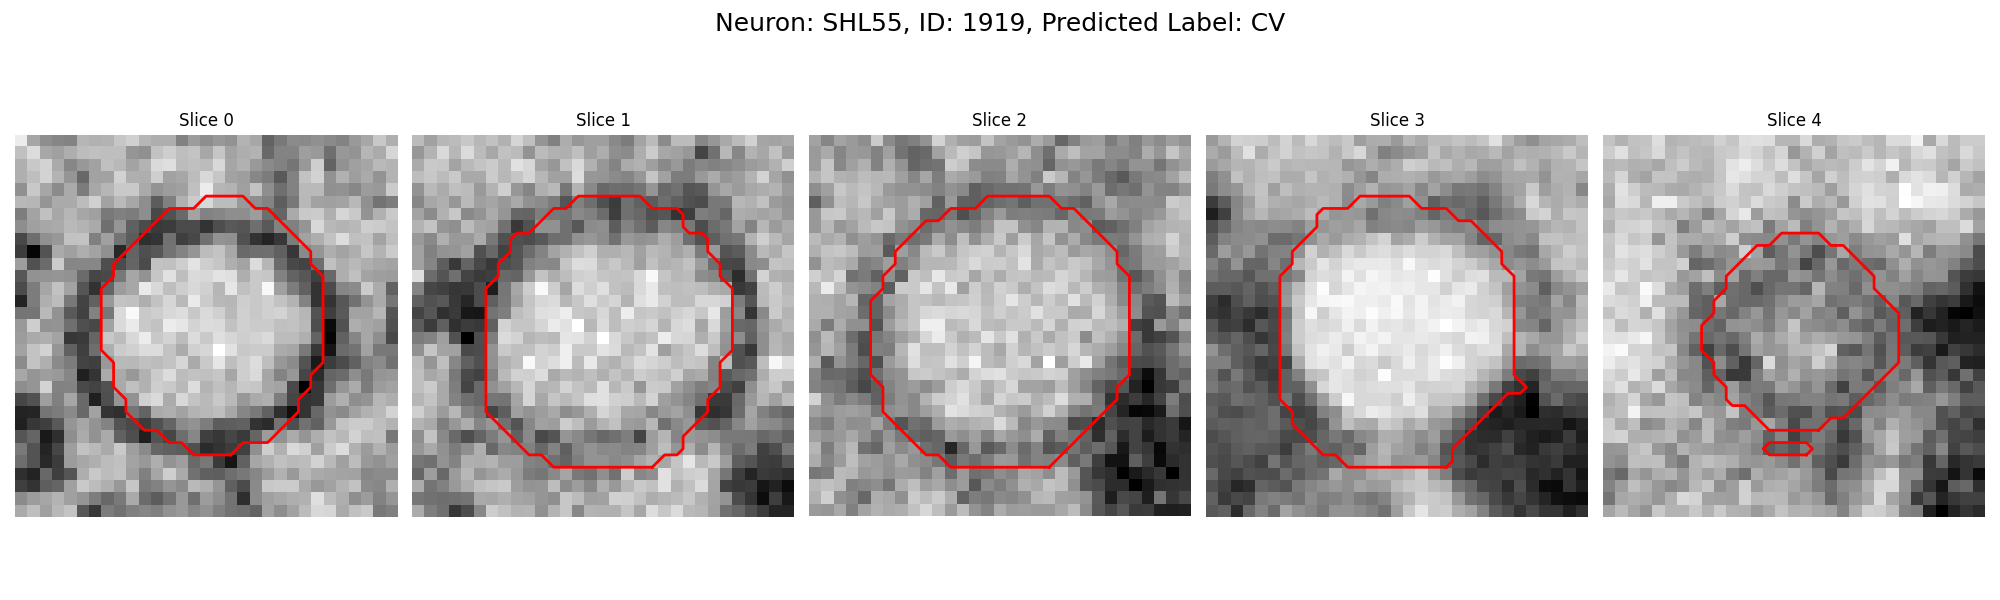 Neuron: SHL55, ID: 1919, Predicted Label: CV
Slice 0
Slice 1
Slice 2
Slice 3
Slice 4